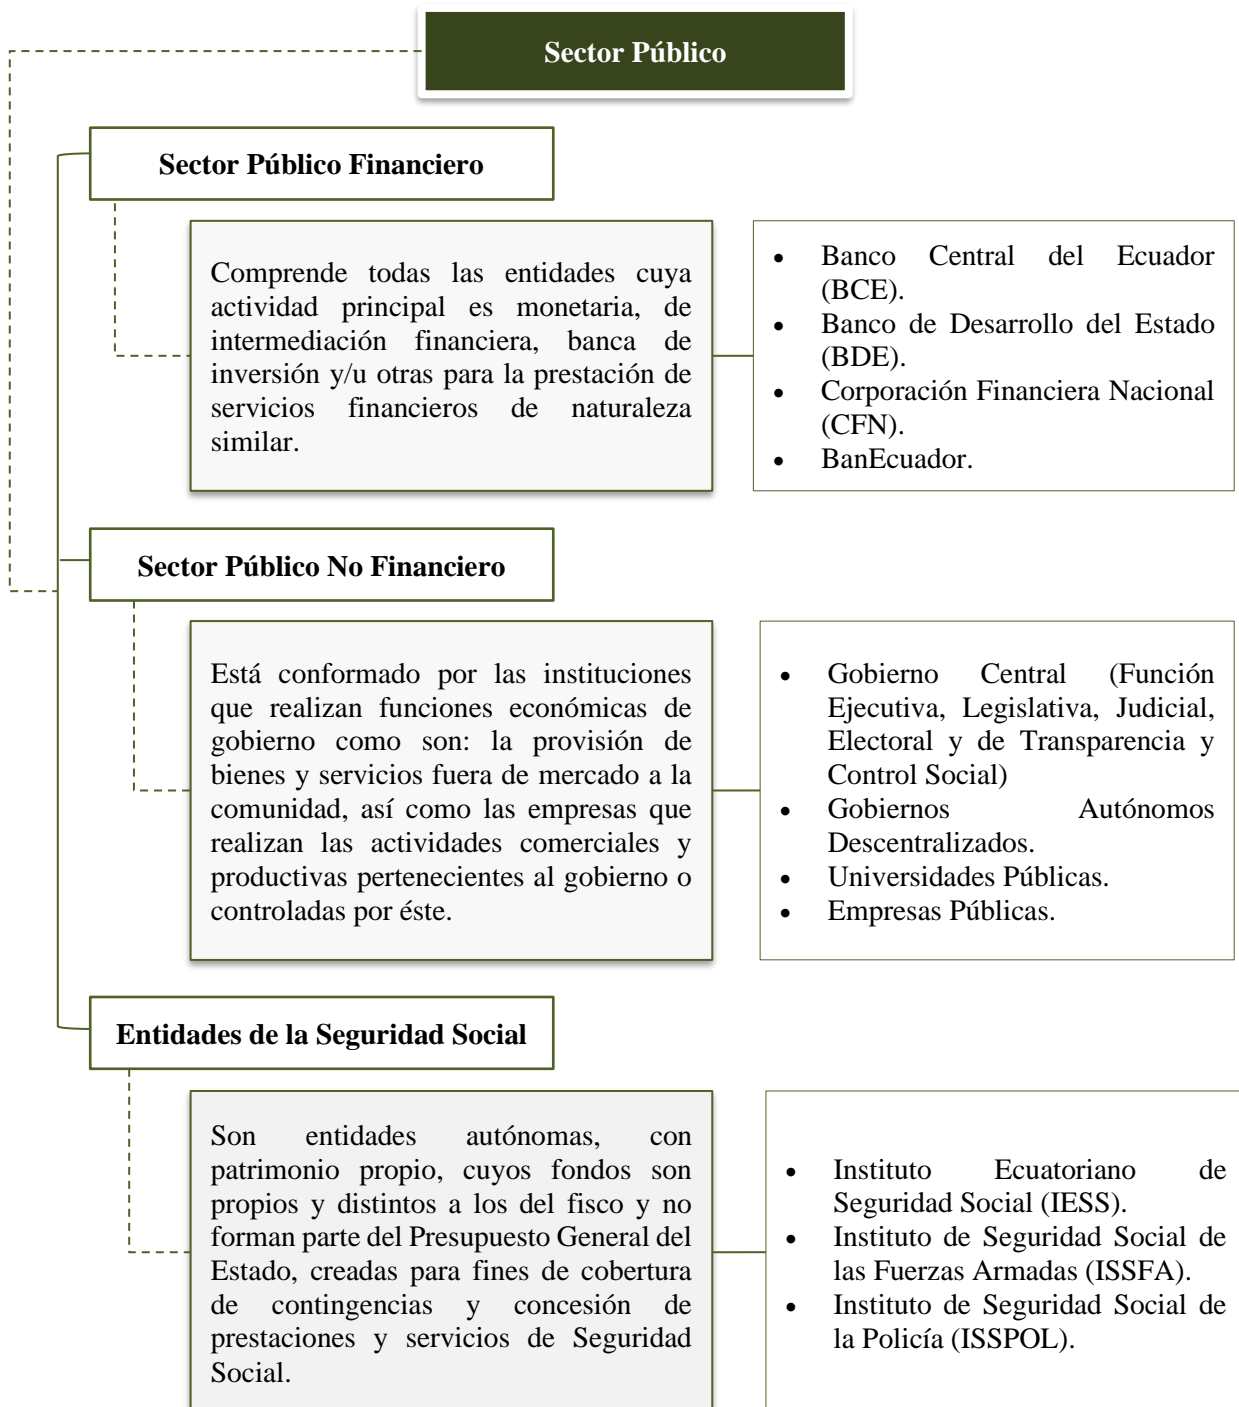 Sector Público
Sector Público Financiero
Comprende todas las entidades cuya
actividad principal es monetaria, de
intermediación financiera, banca de
inversión y/u otras para la prestación de
servicios financieros de naturaleza
similar.
• Banco Central del Ecuador
(BCE).
• Banco de Desarrollo del Estado
(BDE).
• Corporación Financiera Nacional
(CFN).
• BanEcuador.
Sector Público No Financiero
Está conformado por las instituciones
que realizan funciones económicas de
gobierno como son: la provisión de
bienes y servicios fuera de mercado a la
comunidad, así como las empresas que
realizan las actividades comerciales y
productivas pertenecientes al gobierno o
controladas por éste.
• Gobierno Central (Función
Ejecutiva, Legislativa, Judicial,
Electoral y de Transparencia y
Control Social)
• Gobiernos Autónomos
Descentralizados.
• Universidades Públicas.
• Empresas Públicas.
Entidades de la Seguridad Social
Son entidades autónomas, con
patrimonio propio, cuyos fondos son
propios y distintos a los del fisco y no
forman parte del Presupuesto General del
Estado, creadas para fines de cobertura
de contingencias y concesión de
prestaciones y servicios de Seguridad
Social.
• Instituto Ecuatoriano de
Seguridad Social (IESS).
• Instituto de Seguridad Social de
las Fuerzas Armadas (ISSFA).
• Instituto de Seguridad Social de
la Policía (ISSPOL).